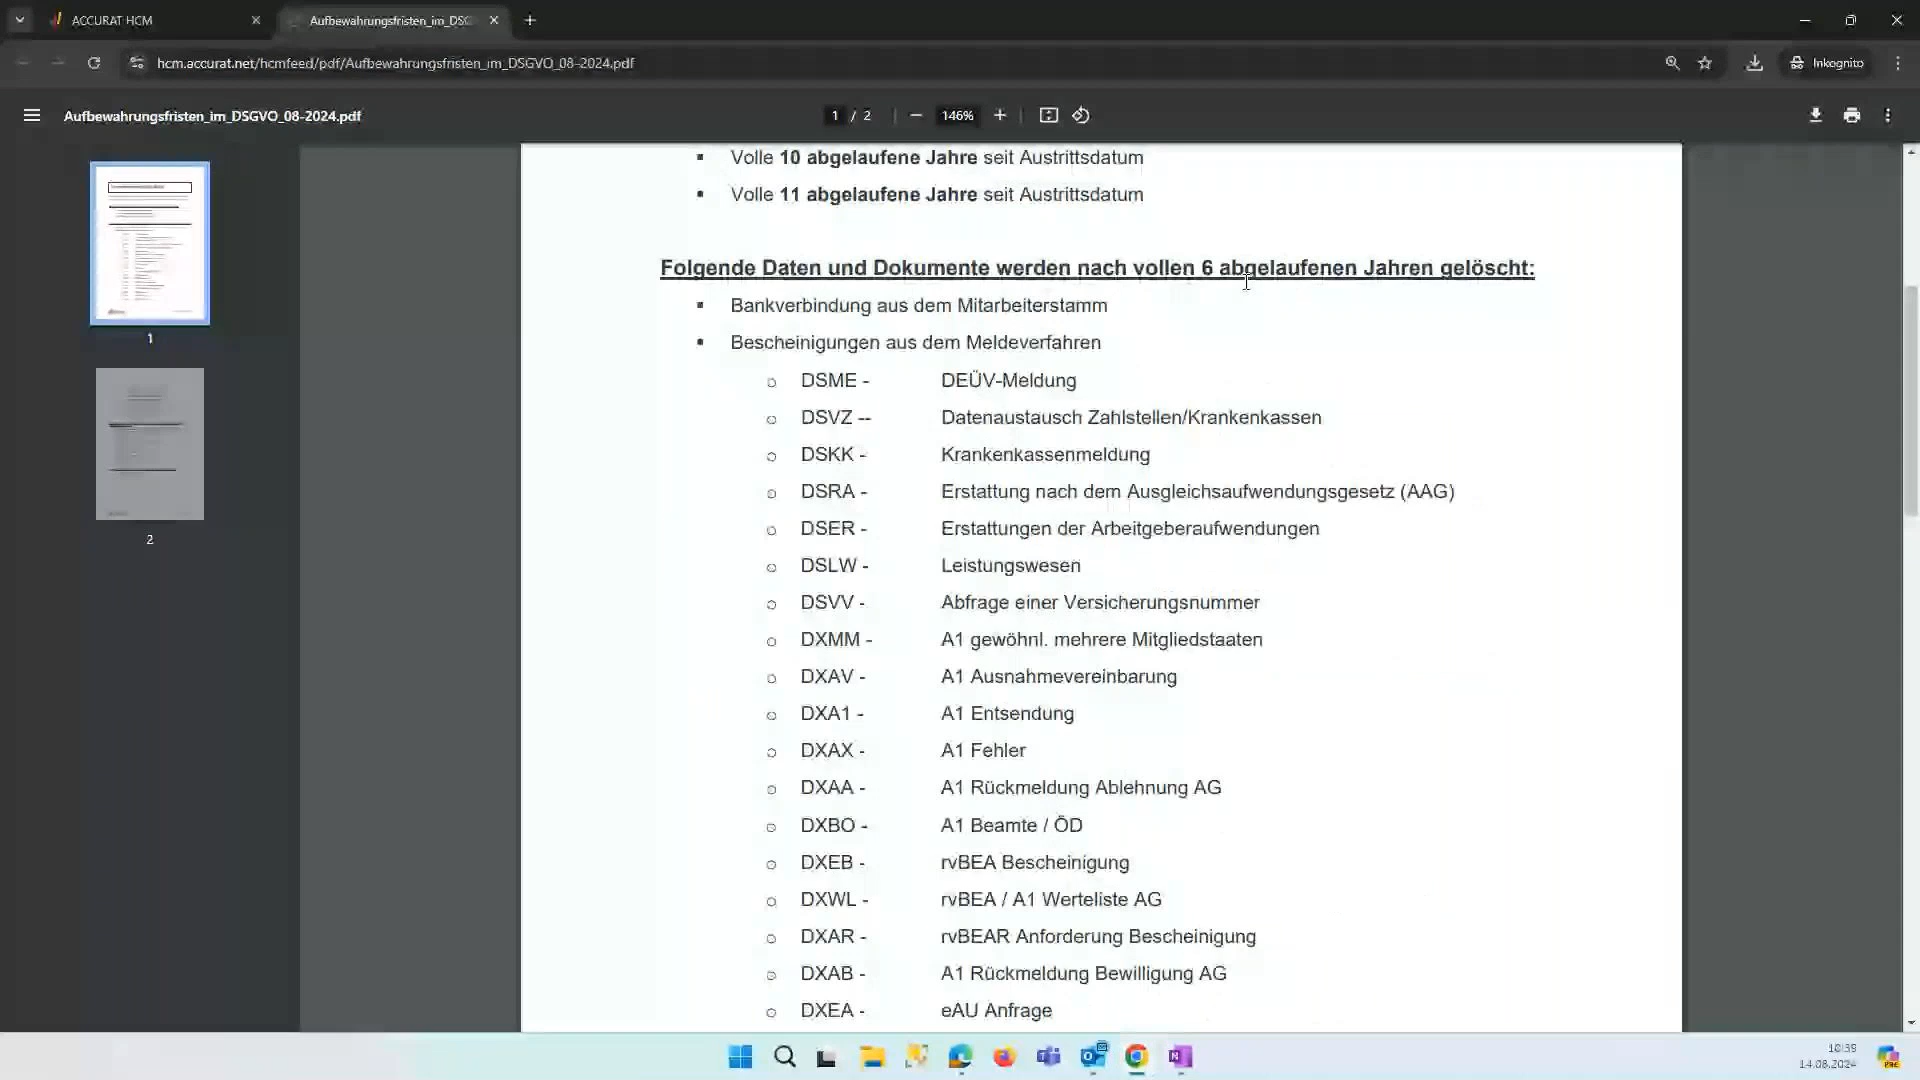 ACCURAT HCM
Aufbewahrungsfristen_im_DSG
hcm.accurat.net/hcmfeed/pdf/Aufbewahrungsfristen_im_DSGVO_08-2024.pdf
Inkognito
Aufbewahrungsfristen_im_DSGVO_08-2024.pdf
1 / 2
146%
1
2
▪ Volle 10 abgelaufene Jahre seit Austrittsdatum
▪ Volle 11 abgelaufene Jahre seit Austrittsdatum
Folgende Daten und Dokumente werden nach vollen 6 abgelaufenen Jahren gelöscht:
▪ Bankverbindung aus dem Mitarbeiterstamm
▪ Bescheinigungen aus dem Meldeverfahren
o DSME - DEÜV-Meldung
o DSVZ -- Datenaustausch Zahlstellen/Krankenkassen
o DSKK - Krankenkassenmeldung
o DSRA - Erstattung nach dem Ausgleichsaufwendungsgesetz (AAG)
o DSER - Erstattungen der Arbeitgeberaufwendungen
o DSLW - Leistungswesen
o DSVV - Abfrage einer Versicherungsnummer
o DXMM - A1 gewöhnl. mehrere Mitgliedstaaten
o DXAV - A1 Ausnahmevereinbarung
o DXA1 - A1 Entsendung
o DXAX - A1 Fehler
o DXAA - A1 Rückmeldung Ablehnung AG
o DXBO - A1 Beamte / ÖD
o DXEB - rvBEA Bescheinigung
o DXWL - rvBEA / A1 Werteliste AG
o DXAR - rvBEAR Anforderung Bescheinigung
o DXAB - A1 Rückmeldung Bewilligung AG
o DXEA - eAU Anfrage
14.08.2024